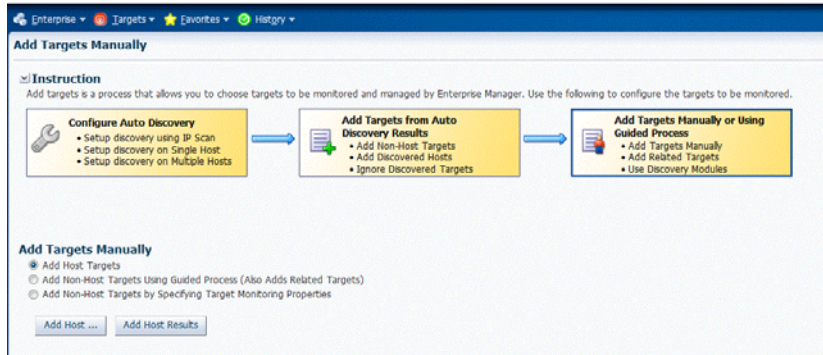 Enterprise Targets Favorites History
Add Targets Manually
Instruction
Add targets is a process that allows you to choose targets to be monitored and managed by Enterprise Manager. Use the following to configure the targets to be monitored.
Configure Auto Discovery
• Setup discovery using IP Scan
• Setup discovery on Single Host
• Setup discovery on Multiple Hosts
Add Targets from Auto
Discovery Results
• Add Non-Host Targets
• Add Discovered Hosts
• Ignore Discovered Targets
Add Targets Manually or Using
Guided Process
• Add Targets Manually
• Add Related Targets
• Use Discovery Modules
Add Targets Manually
Add Host Targets
Add Non-Host Targets Using Guided Process (Also Adds Related Targets)
Add Non-Host Targets by Specifying Target Monitoring Properties
Add Host ... Add Host Results